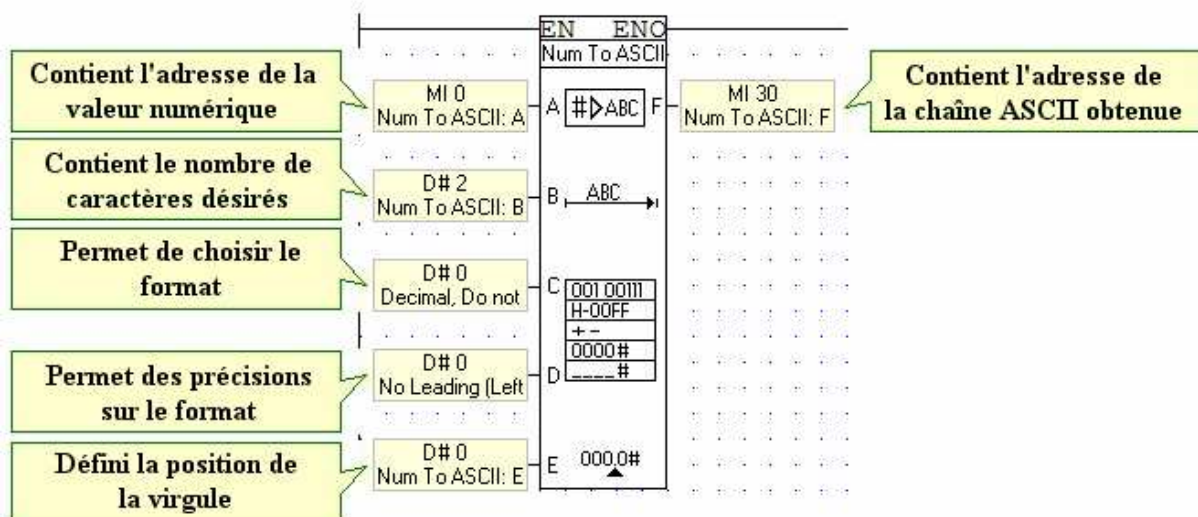 EN ENO
Num To ASCII
Contient l'adresse de la
valeur numérique
MI 0
Num To ASCII: A
A
#▷ABC
F
MI 30
Num To ASCII: F
Contient l'adresse de
la chaîne ASCII obtenue
Contient le nombre de
caractères désirés
D# 2
Num To ASCII: B
B
ABC
Permet de choisir le
format
D# 0
Decimal, Do not
C
001 00111
H-00FF
+ -
0000#
____#
Permet des précisions
sur le format
D# 0
No Leading (Left
D
Défini la position de
la virgule
D# 0
Num To ASCII: E
E
000.0#